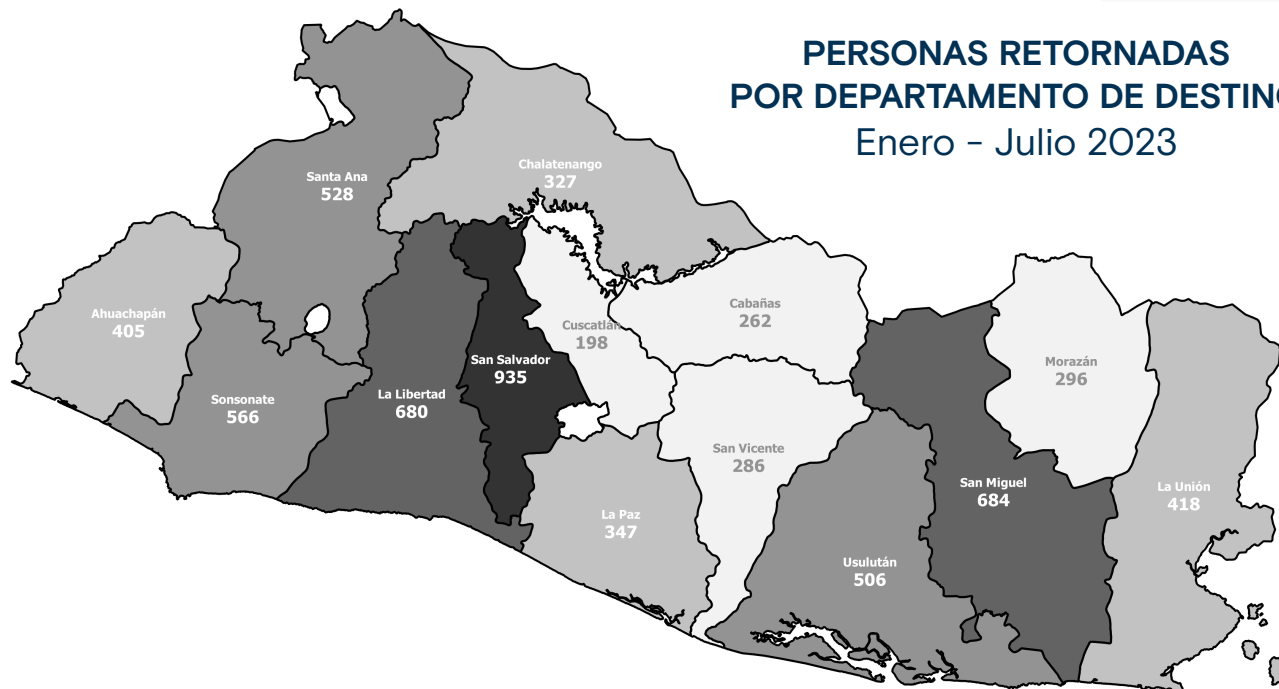 PERSONAS RETORNADAS
POR DEPARTAMENTO DE DESTINO
Enero - Julio 2023
Chalatenango
327
Santa Ana
528
Ahuachapán
405
Cabañas
262
Cuscatlán
198
San Salvador
935
Morazán
296
La Libertad
680
Sonsonate
566
San Vicente
286
San Miguel
684
La Unión
418
La Paz
347
Usulután
506